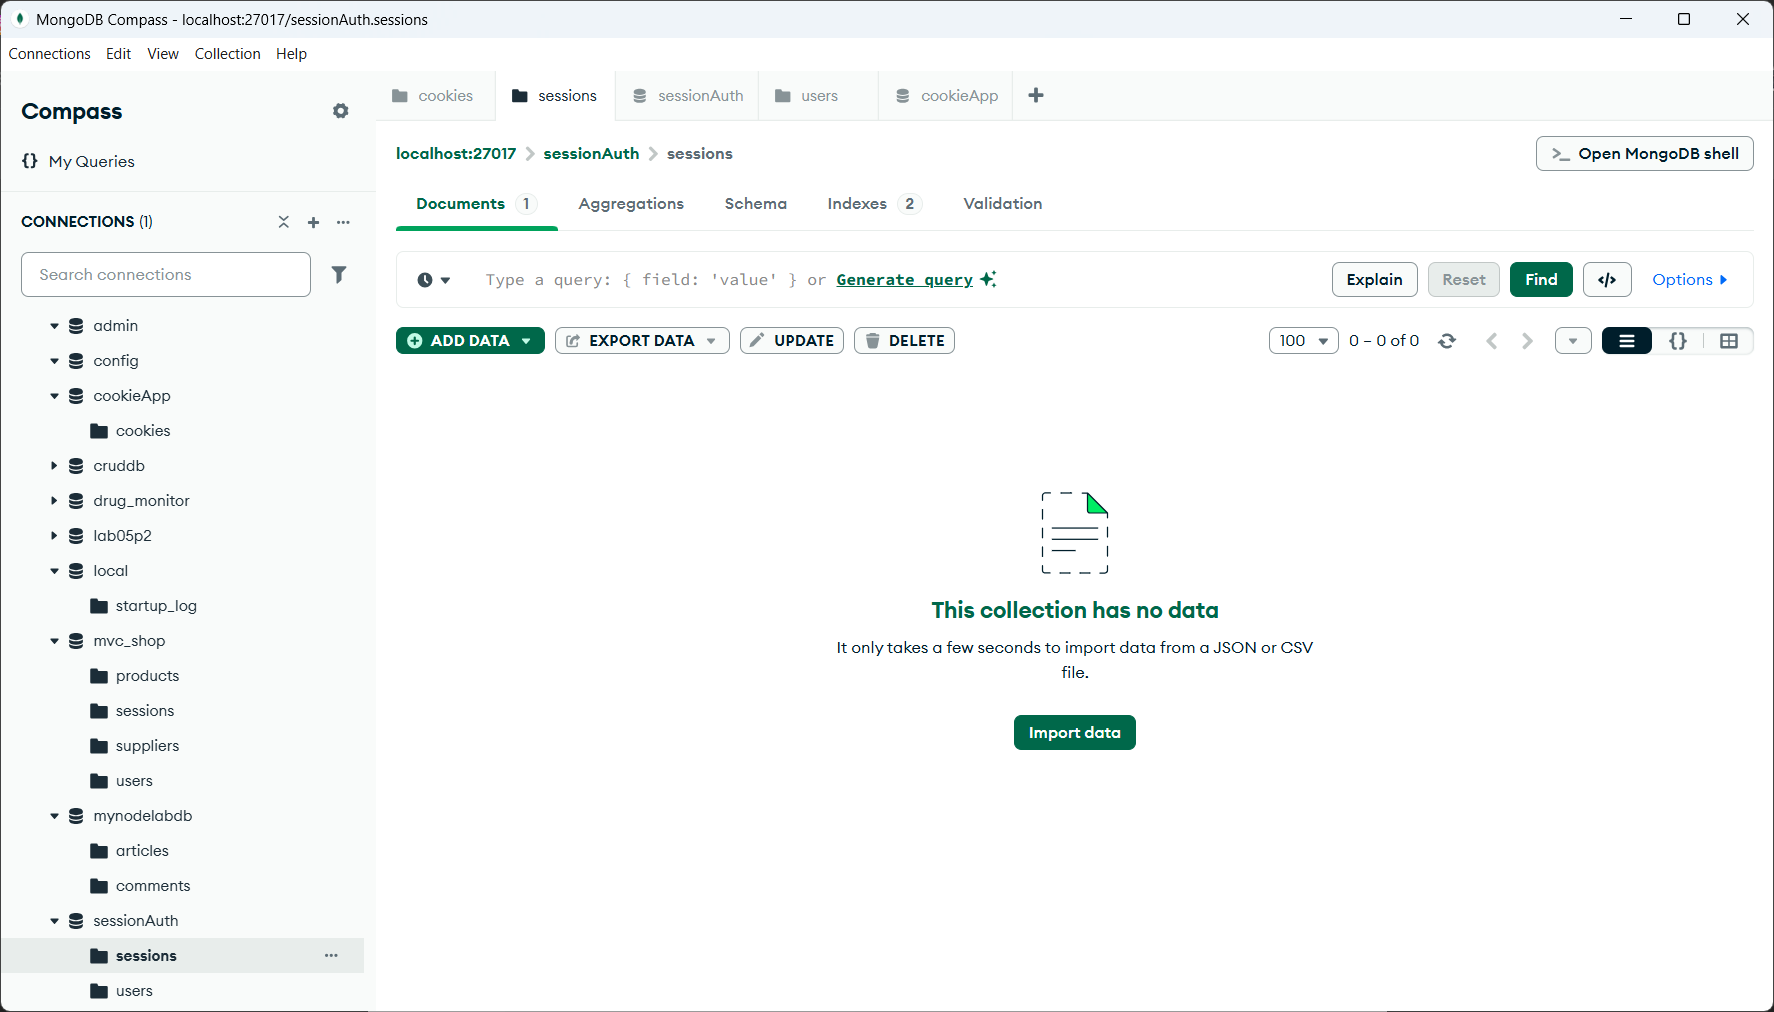 MongoDB Compass - localhost:27017/sessionAuth.sessions
Connections Edit View Collection Help
Compass
My Queries
CONNECTIONS (1)
Search connections
admin
config
cookieApp
cookies
cruddb
drug_monitor
lab05p2
local
startup_log
mvc_shop
products
sessions
suppliers
users
mynodelabdb
articles
comments
sessionAuth
sessions
users
cookies sessions sessionAuth users cookieApp
localhost:27017 sessionAuth sessions
>_ Open MongoDB shell
Documents 1 Aggregations Schema Indexes 2 Validation
Type a query: { field: 'value' } or Generate query
Explain Reset Find </> Options
ADD DATA EXPORT DATA UPDATE DELETE
100 0 – 0 of 0 {}
This collection has no data
It only takes a few seconds to import data from a JSON or CSV
file.
Import data